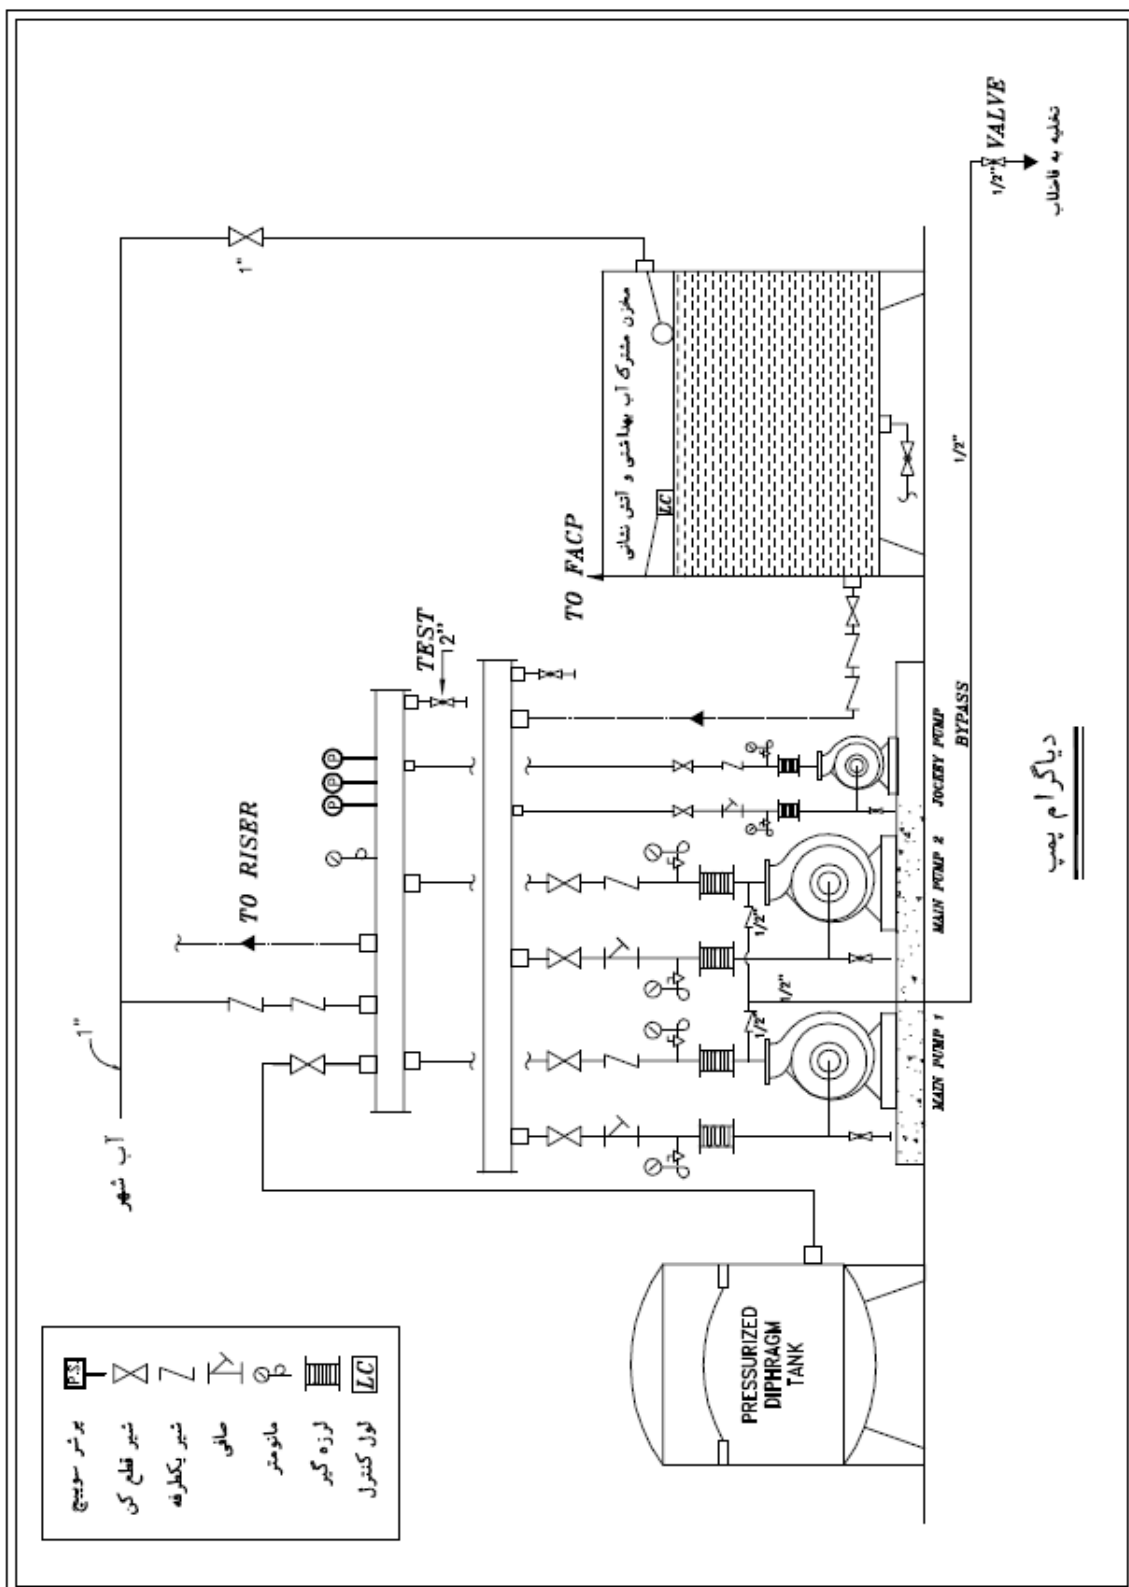 آب شهر
1"
1"
TO RISER
P
P
P
TEST
2"
TO FACP
مخزن مشترک آب بهداشتی و آتش نشانی
LC
1/2"
1/2"
1/2"
1/2"
1/2"
VALVE
تخلیه به فاضلاب
PRESSURIZED
DIPHRAGM
TANK
MAIN PUMP 1
MAIN PUMP 2
JOCKEY PUMP
BYPASS
دیاگرام پمپ
پرشر سوییچ
P.S.
شیر قطع کن
شیر یکطرفه
صافی
مانومتر
لرزه گیر
لول کنترل
LC